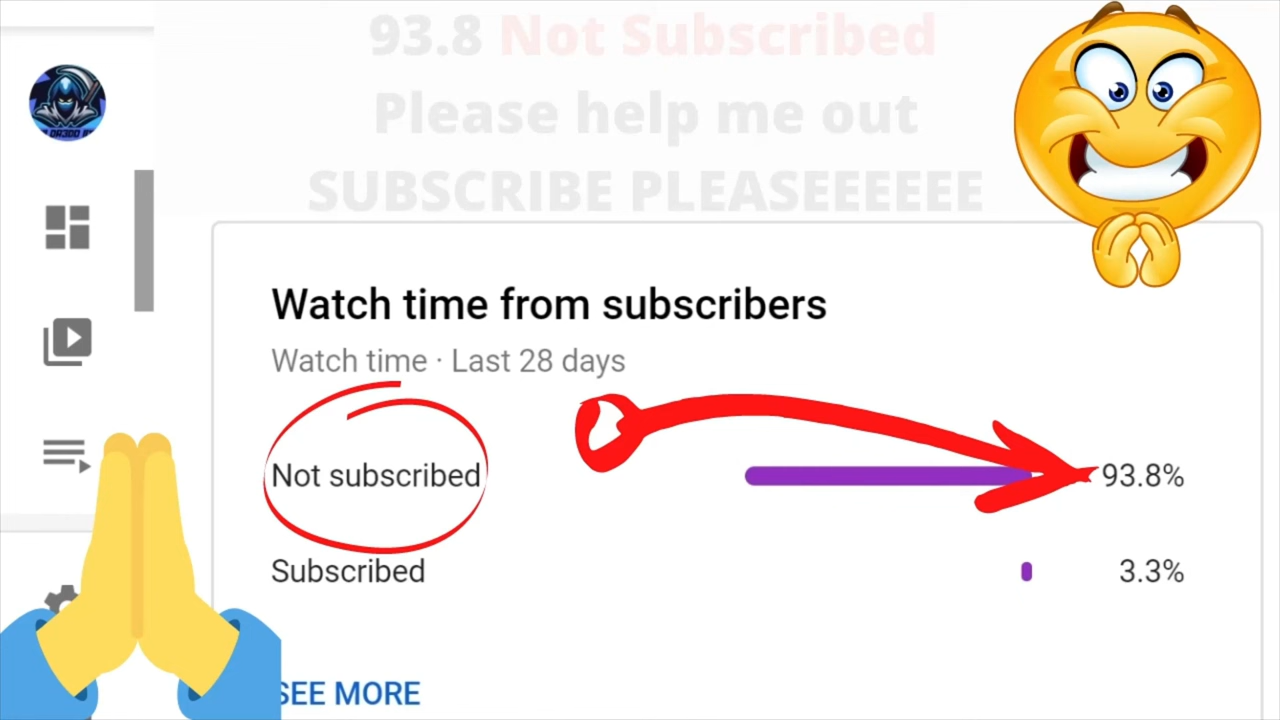 93.8 Not Subscribed
Please help me out
SUBSCRIBE PLEASEEEEEE
Watch time from subscribers
Watch time · Last 28 days
Not subscribed 93.8%
Subscribed 3.3%
SEE MORE